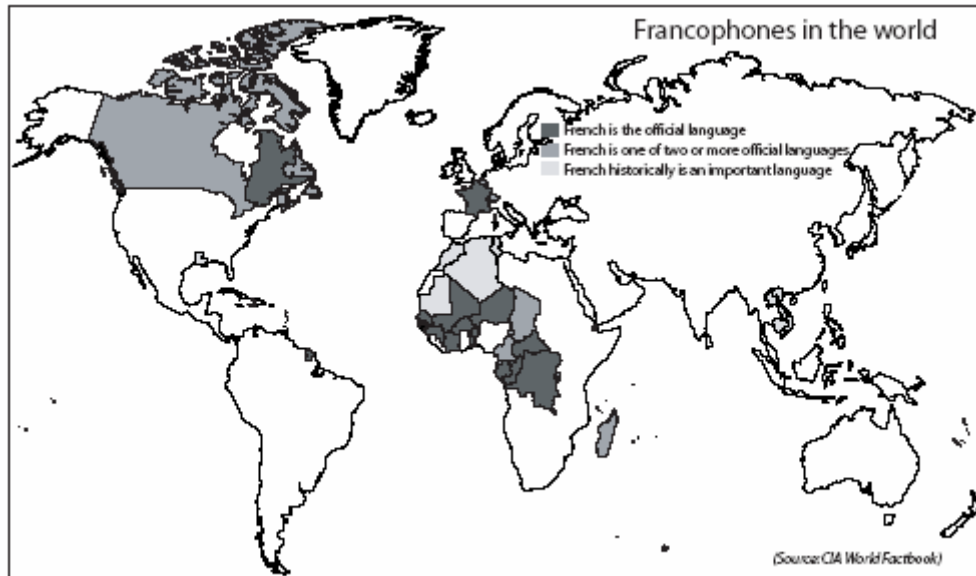 Francophones in the world
French is the official language
French is one of two or more official languages
French historically is an important language
(Source: CIA World Factbook)